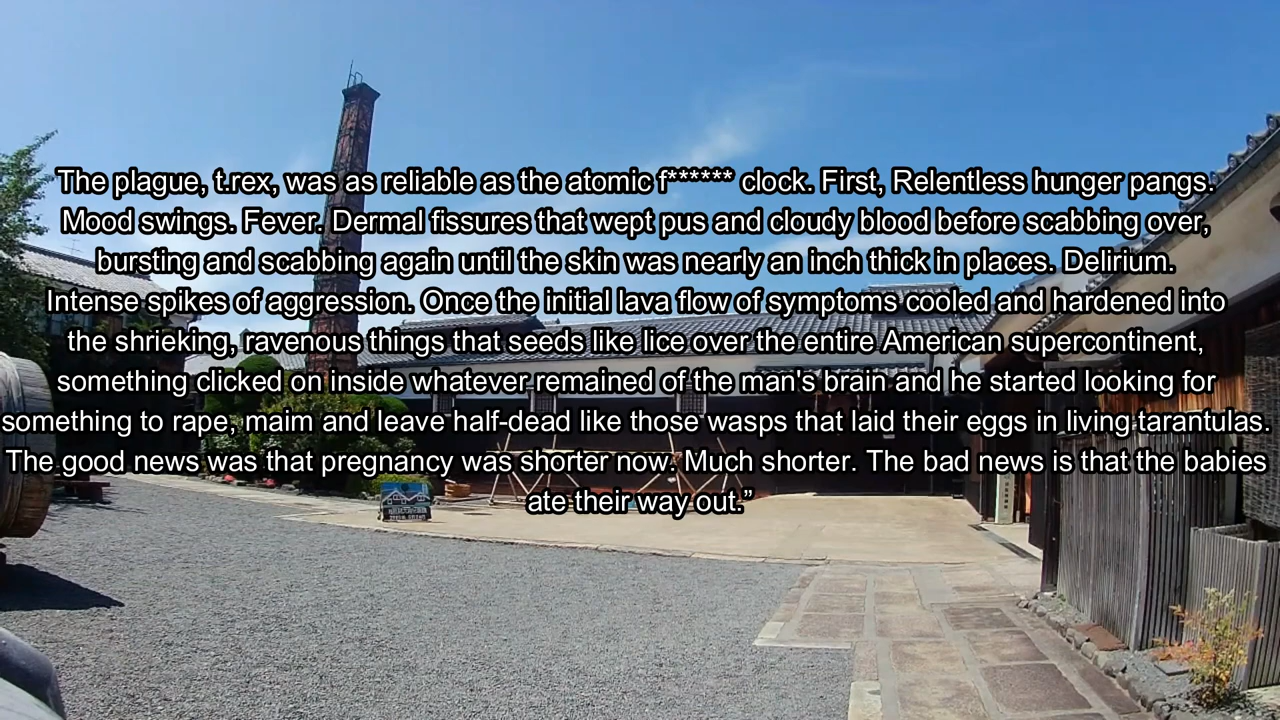 The plague, t.rex, was as reliable as the atomic f****** clock. First, Relentless hunger pangs.
Mood swings. Fever. Dermal fissures that wept pus and cloudy blood before scabbing over,
bursting and scabbing again until the skin was nearly an inch thick in places. Delirium.
Intense spikes of aggression. Once the initial lava flow of symptoms cooled and hardened into
the shrieking, ravenous things that seeds like lice over the entire American supercontinent,
something clicked on inside whatever remained of the man's brain and he started looking for
something to rape, maim and leave half-dead like those wasps that laid their eggs in living tarantulas.
The good news was that pregnancy was shorter now. Much shorter. The bad news is that the babies
ate their way out.”